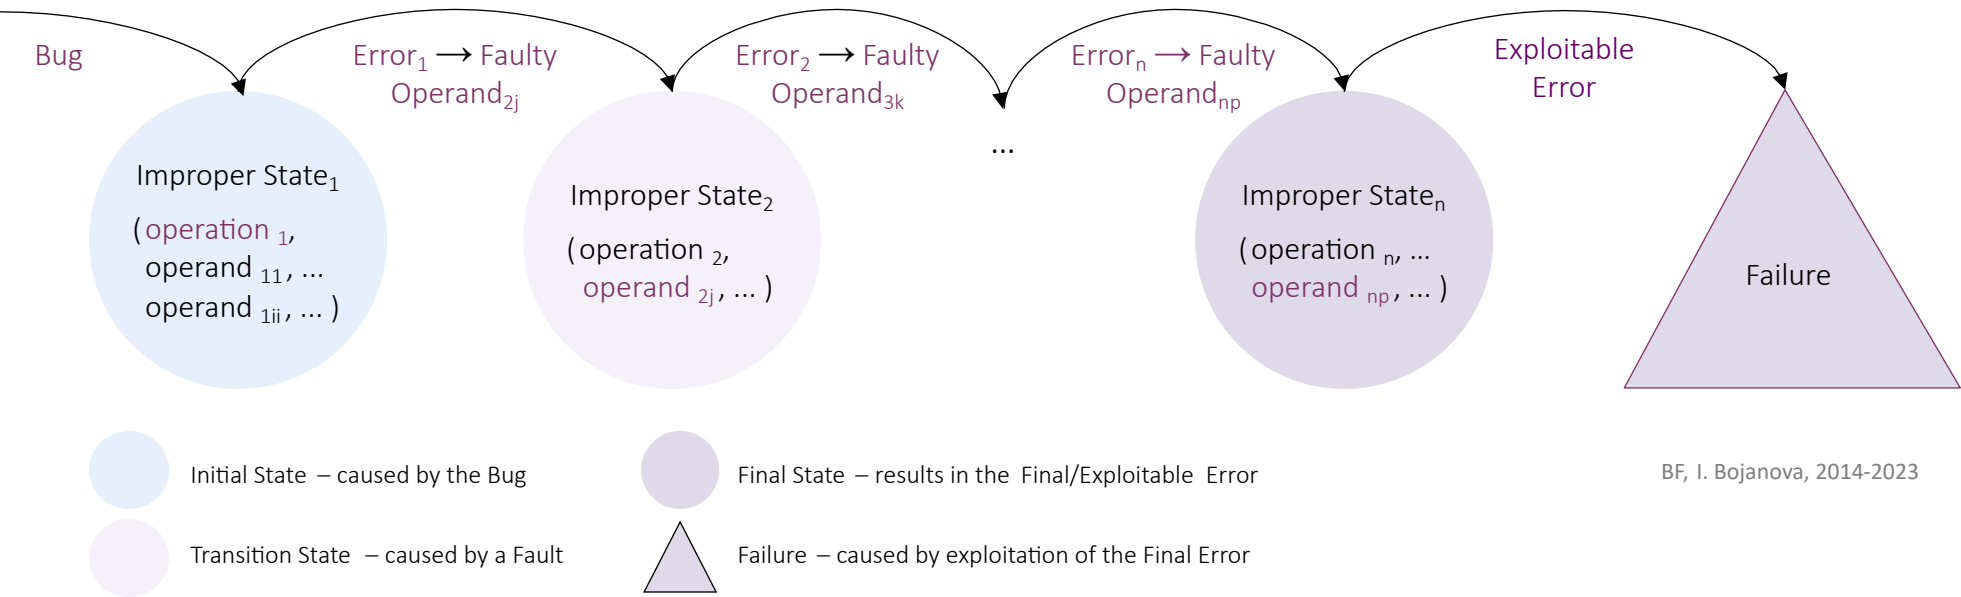 Bug
Error₁ → Faulty
Operand₂ⱼ
Error₂ → Faulty
Operand₃ₖ
Errorₙ → Faulty
Operandₙₚ
Exploitable
Error
...
Improper State₁
(operation ₁,
operand ₁₁, ...
operand ₁ᵢᵢ, ... )
Improper State₂
(operation ₂,
operand ₂ⱼ, ... )
Improper Stateₙ
(operation ₙ, ...
operand ₙₚ, ... )
Failure
Initial State – caused by the Bug
Final State – results in the Final/Exploitable Error
BF, I. Bojanova, 2014-2023
Transition State – caused by a Fault
Failure – caused by exploitation of the Final Error